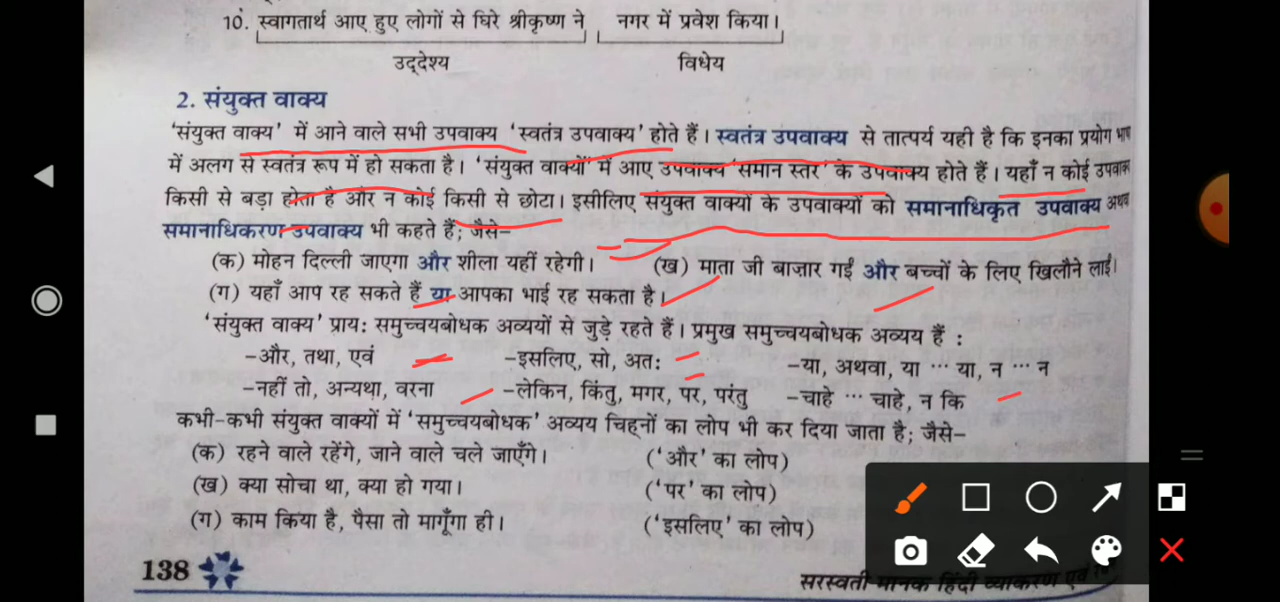 10. स्वागतार्थ आए हुए लोगों से घिरे श्रीकृष्ण ने नगर में प्रवेश किया।
उद्देश्य विधेय
2. संयुक्त वाक्य
'संयुक्त वाक्य' में आने वाले सभी उपवाक्य 'स्वतंत्र उपवाक्य' होते हैं। स्वतंत्र उपवाक्य से तात्पर्य यही है कि इनका प्रयोग
में अलग से स्वतंत्र रूप में हो सकता है। 'संयुक्त वाक्यों' में आए उपवाक्य 'समान स्तर' के उपवाक्य होते हैं। यहाँ न कोई
किसी से बड़ा होता है और न कोई किसी से छोटा। इसीलिए संयुक्त वाक्यों के उपवाक्यों को समानाधिकृत उपवाक्य
समानाधिकरण उपवाक्य भी कहते हैं; जैसे–
(क) मोहन दिल्ली जाएगा और शीला यहीं रहेगी। (ख) माता जी बाज़ार गईं और बच्चों के लिए खिलौने लाईं।
(ग) यहाँ आप रह सकते हैं या आपका भाई रह सकता है।
'संयुक्त वाक्य' प्राय: समुच्चयबोधक अव्ययों से जुड़े रहते हैं। प्रमुख समुच्चयबोधक अव्यय हैं :
–और, तथा, एवं –इसलिए, सो, अत: –या, अथवा, या ··· या, न ··· न
–नहीं तो, अन्यथा, वरना –लेकिन, किंतु, मगर, पर, परंतु –चाहे ··· चाहे, न कि
कभी-कभी संयुक्त वाक्यों में 'समुच्चयबोधक' अव्यय चिह्नों का लोप भी कर दिया जाता है; जैसे–
(क) रहने वाले रहेंगे, जाने वाले चले जाएँगे। ('और' का लोप)
(ख) क्या सोचा था, क्या हो गया। ('पर' का लोप)
(ग) काम किया है, पैसा तो मागूँगा ही। ('इसलिए' का लोप)
138 सरस्वती मानक हिंदी व्याकरण एवं